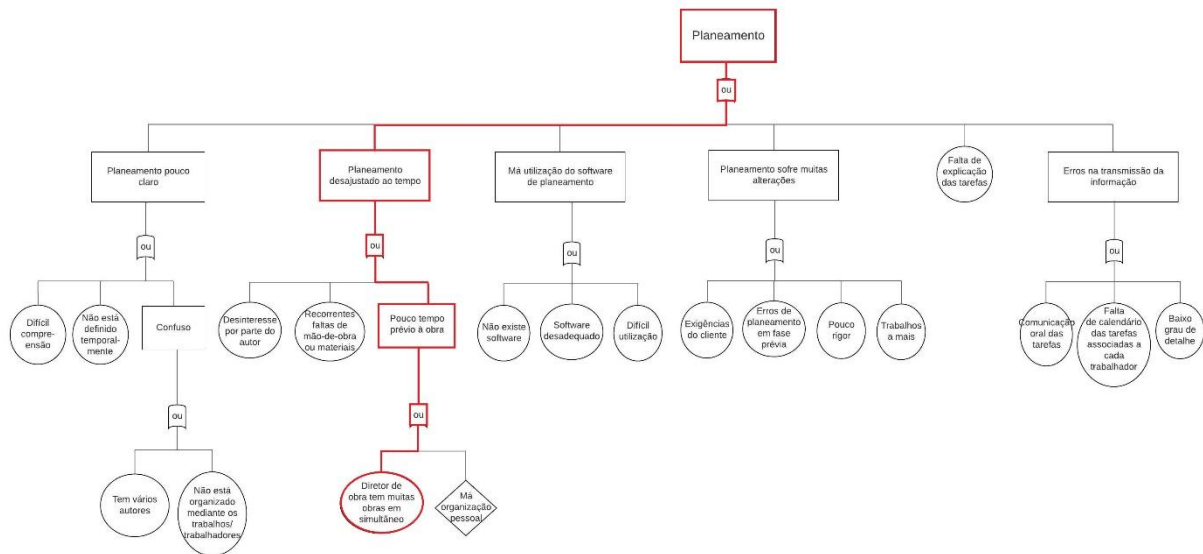 Planeamento
ou
Planeamento pouco
claro
Planeamento
desajustado ao tempo
Má utilização do software
de planeamento
Planeamento sofre muitas
alterações
Falta de
explicação
das tarefas
Erros na transmissão da
informação
ou
ou
ou
ou
ou
Difícil
compre-
ensão
Não está
definido
temporal-
mente
Confuso
Desinteresse
por parte do
autor
Recorrentes
faltas de
mão-de-obra
ou materiais
Pouco tempo
prévio à obra
Não existe
software
Software
desadequado
Difícil
utilização
Exigências
do cliente
Erros de
planeamento
em fase
prévia
Pouco
rigor
Trabalhos
a mais
Comunicação
oral das
tarefas
Falta
de calendário
das tarefas
associadas a
cada
trabalhador
Baixo
grau de
detalhe
ou
ou
Tem vários
autores
Não está
organizado
mediante os
trabalhos/
trabalhadores
Diretor de
obra tem muitas
obras em
simultâneo
Má
organização
pessoal